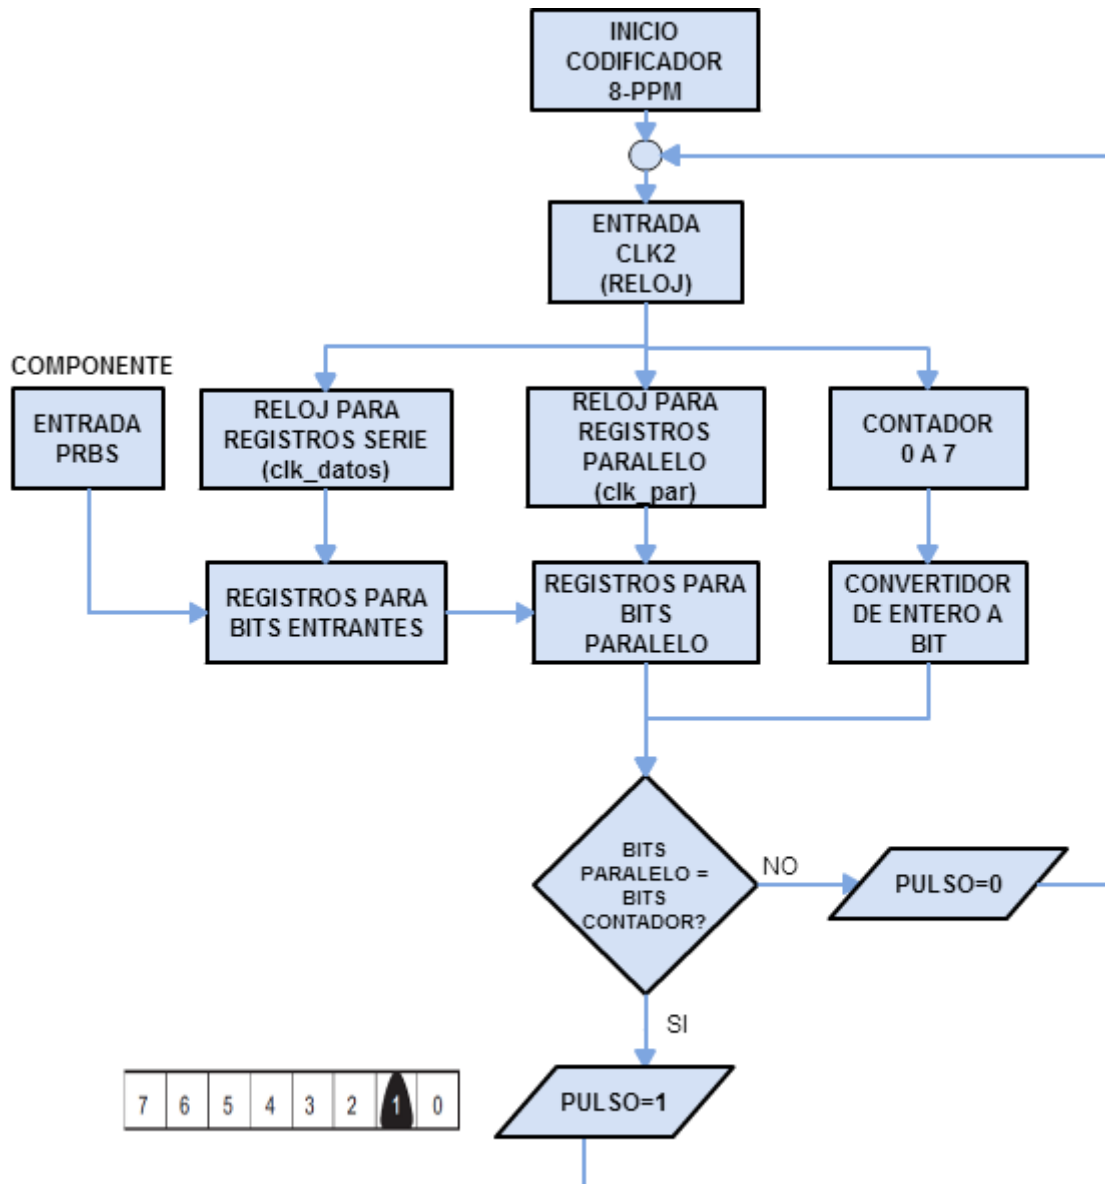 INICIO
CODIFICADOR
8-PPM
ENTRADA
CLK2
(RELOJ)
COMPONENTE
ENTRADA
PRBS
RELOJ PARA
REGISTROS SERIE
(clk_datos)
RELOJ PARA
REGISTROS
PARALELO
(clk_par)
CONTADOR
0 A 7
REGISTROS PARA
BITS ENTRANTES
REGISTROS PARA
BITS
PARALELO
CONVERTIDOR
DE ENTERO A
BIT
BITS
PARALELO =
BITS
CONTADOR?
NO
PULSO=0
SI
PULSO=1
7 6 5 4 3 2 1 0